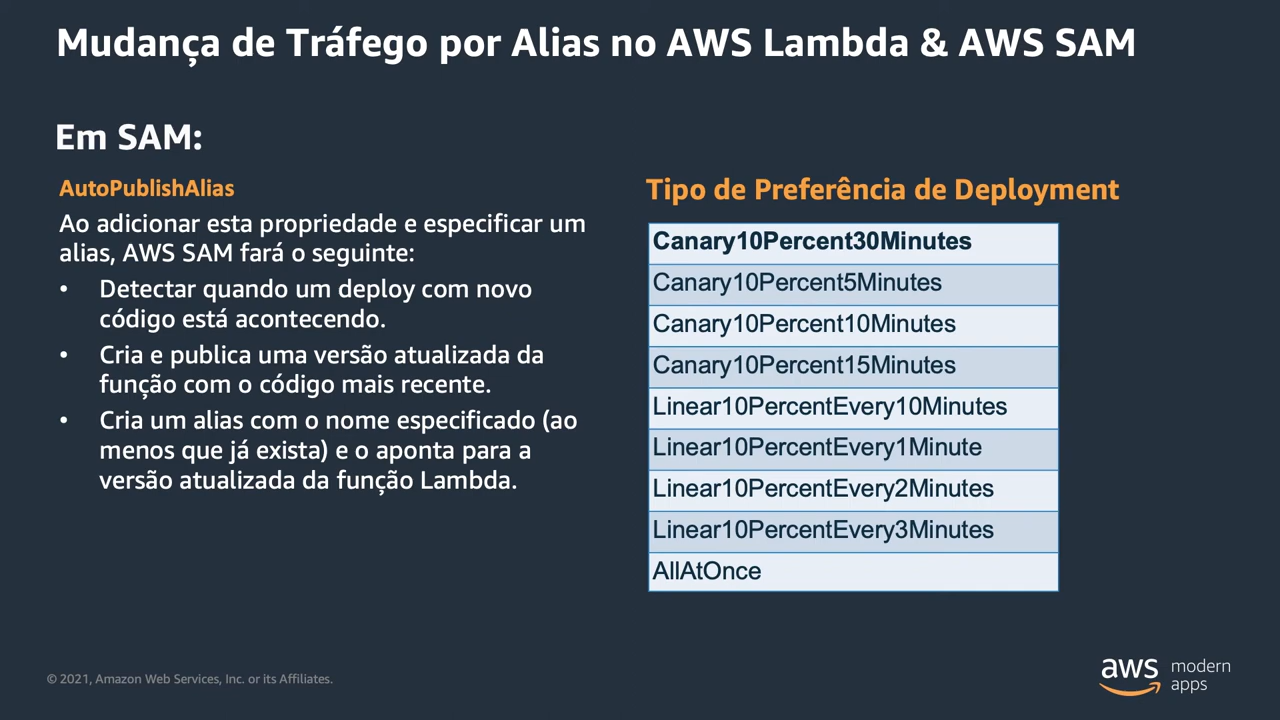 Mudança de Tráfego por Alias no AWS Lambda & AWS SAM
Em SAM:
AutoPublishAlias
Ao adicionar esta propriedade e especificar um
alias, AWS SAM fará o seguinte:
• Detectar quando um deploy com novo
código está acontecendo.
• Cria e publica uma versão atualizada da
função com o código mais recente.
• Cria um alias com o nome especificado (ao
menos que já exista) e o aponta para a
versão atualizada da função Lambda.
Tipo de Preferência de Deployment
Canary10Percent30Minutes
Canary10Percent5Minutes
Canary10Percent10Minutes
Canary10Percent15Minutes
Linear10PercentEvery10Minutes
Linear10PercentEvery1Minute
Linear10PercentEvery2Minutes
Linear10PercentEvery3Minutes
AllAtOnce
© 2021, Amazon Web Services, Inc. or its Affiliates.
aws modern
apps